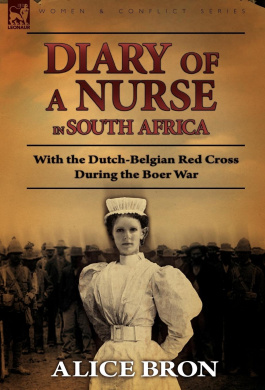 WOMEN & CONFLICT SERIES
LEONAUR
DIARY OF
A NURSE
IN SOUTH AFRICA
With the Dutch-Belgian Red Cross
During the Boer War
ALICE BRON